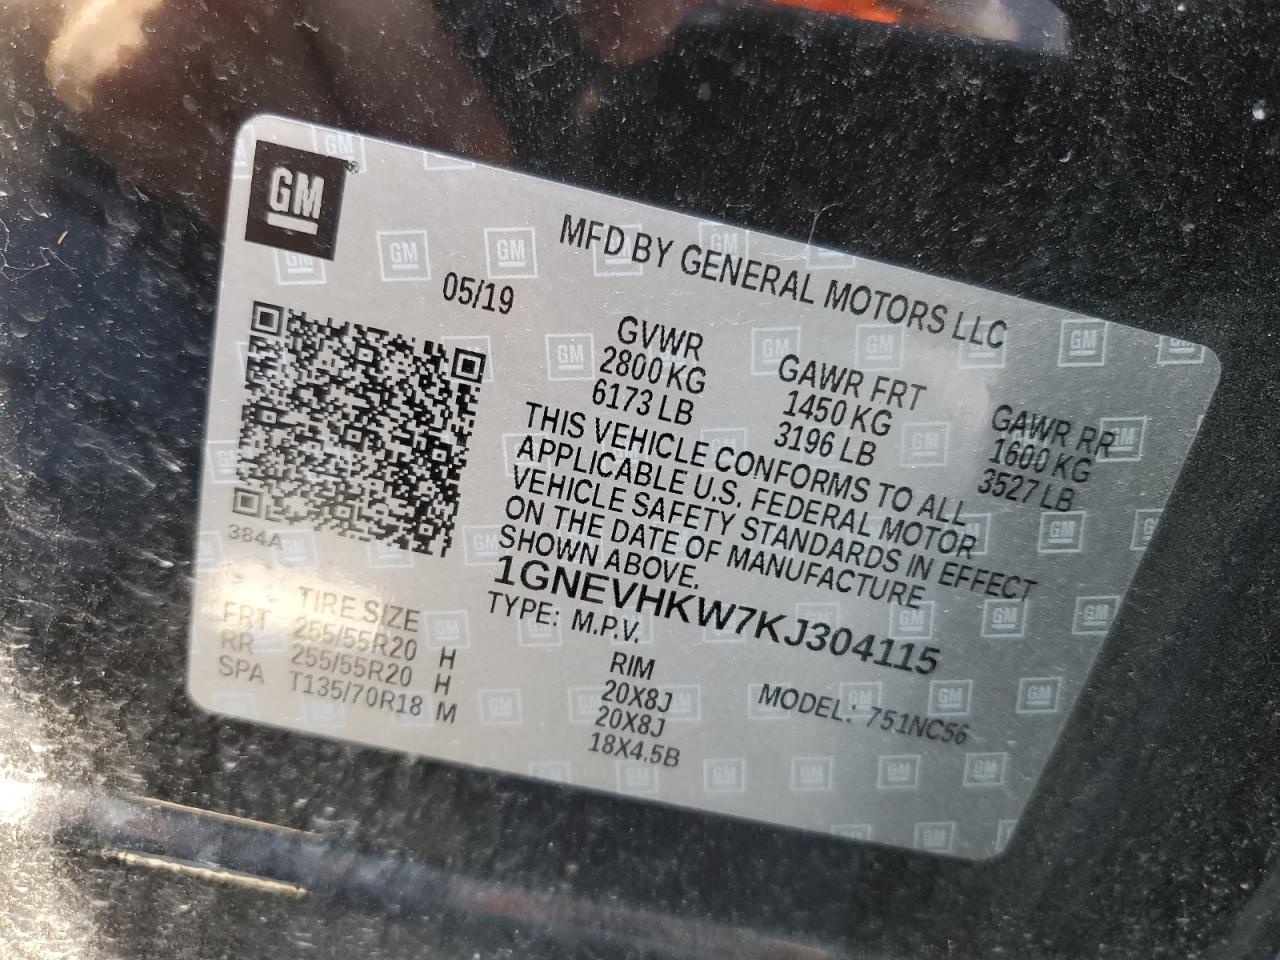 GM
MFD BY GENERAL MOTORS LLC
05/19
GVWR GAWR FRT GAWR RR
2800 KG 1450 KG 1600 KG
6173 LB 3196 LB 3527 LB
THIS VEHICLE CONFORMS TO ALL
APPLICABLE U.S. FEDERAL MOTOR
VEHICLE SAFETY STANDARDS IN EFFECT
ON THE DATE OF MANUFACTURE
SHOWN ABOVE.
384A
1GNEVHKW7KJ304115
TYPE: M.P.V. MODEL: 751NC56
TIRE SIZE RIM
FRT 255/55R20 H 20X8J
RR 255/55R20 H 20X8J
SPA T135/70R18 M 18X4.5B